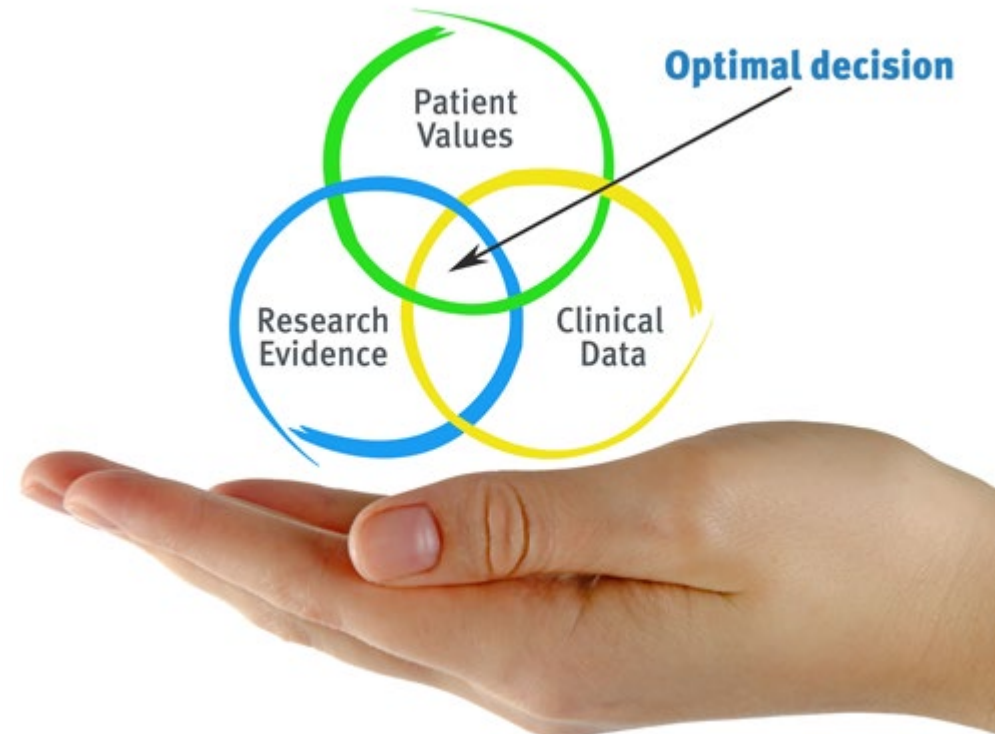 Optimal decision
Patient
Values
Research
Evidence
Clinical
Data